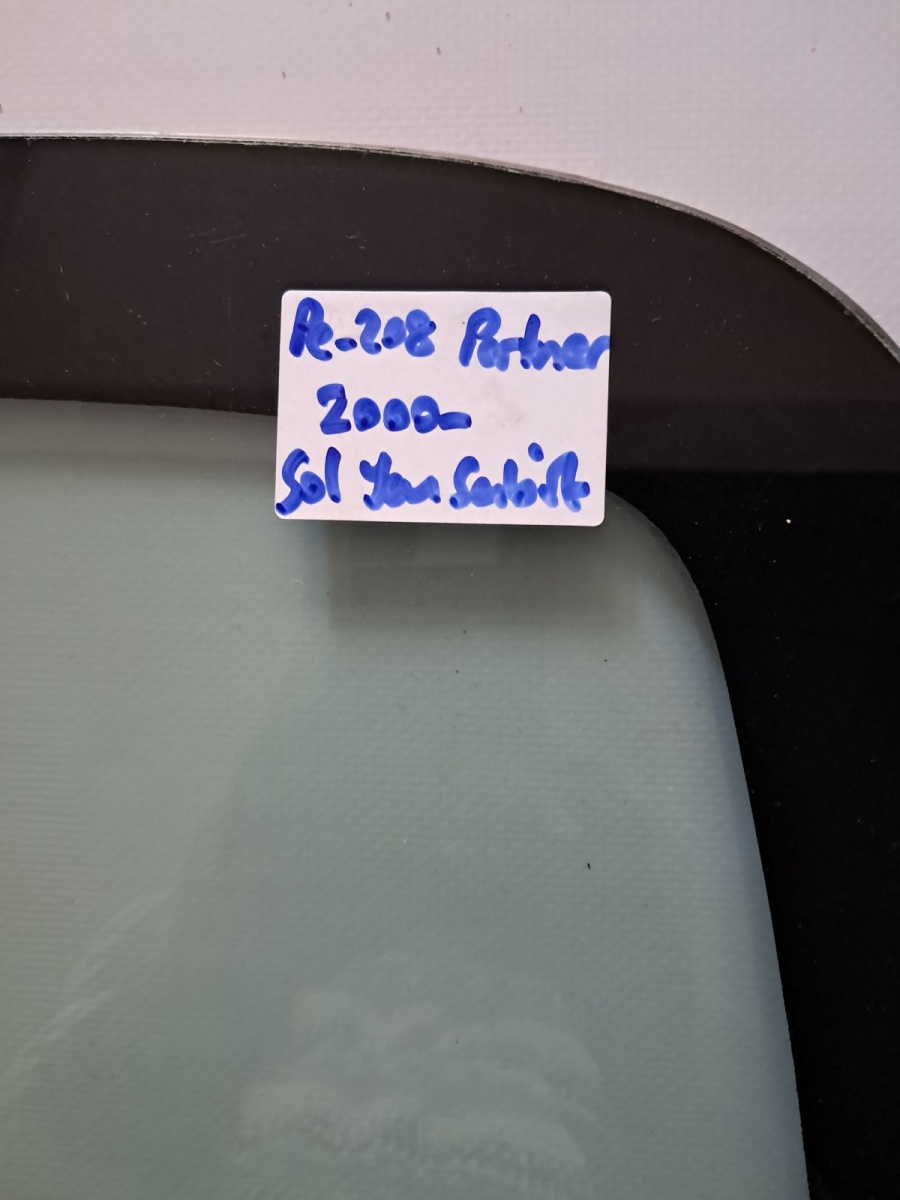 Pe-208 Partner
2000-
Sol Yan Sabit